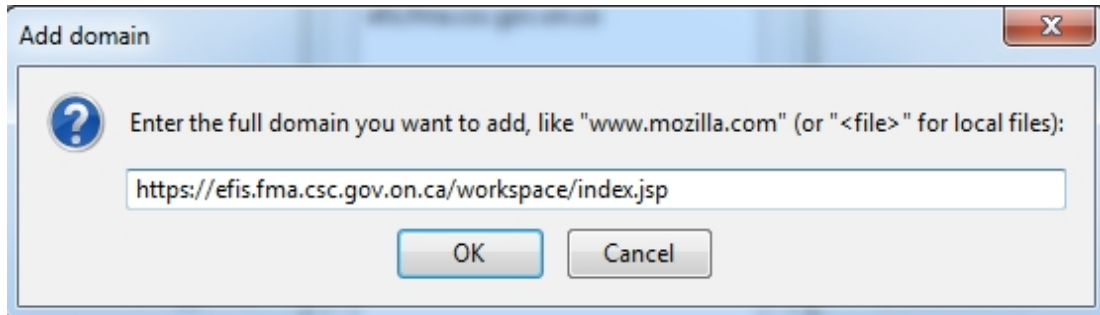 Add domain
Enter the full domain you want to add, like "www.mozilla.com" (or "<file>" for local files):
https://efis.fma.csc.gov.on.ca/workspace/index.jsp
OK
Cancel